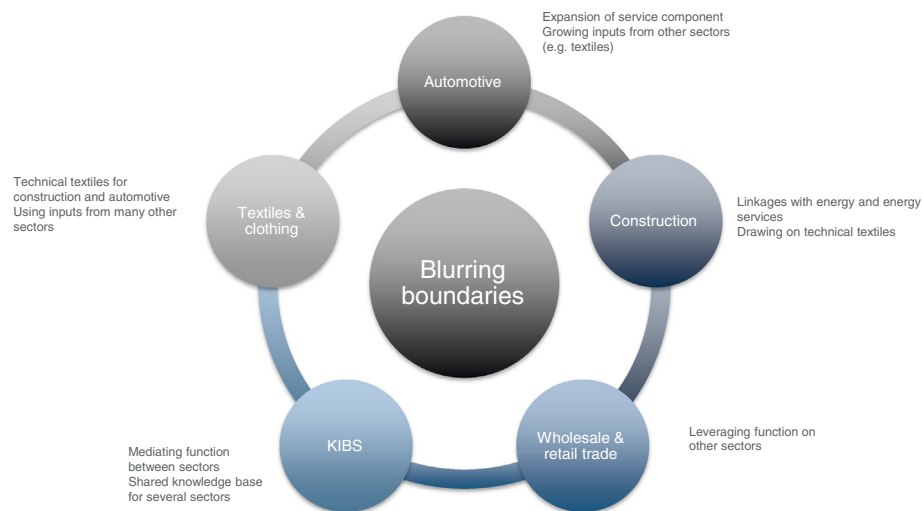 Expansion of service component
Growing inputs from other sectors
(e.g. textiles)
Automotive
Technical textiles for
construction and automotive
Using inputs from many other
sectors
Textiles &
clothing
Construction
Linkages with energy and energy
services
Drawing on technical textiles
Blurring
boundaries
KIBS
Mediating function
between sectors
Shared knowledge base
for several sectors
Wholesale &
retail trade
Leveraging function on
other sectors